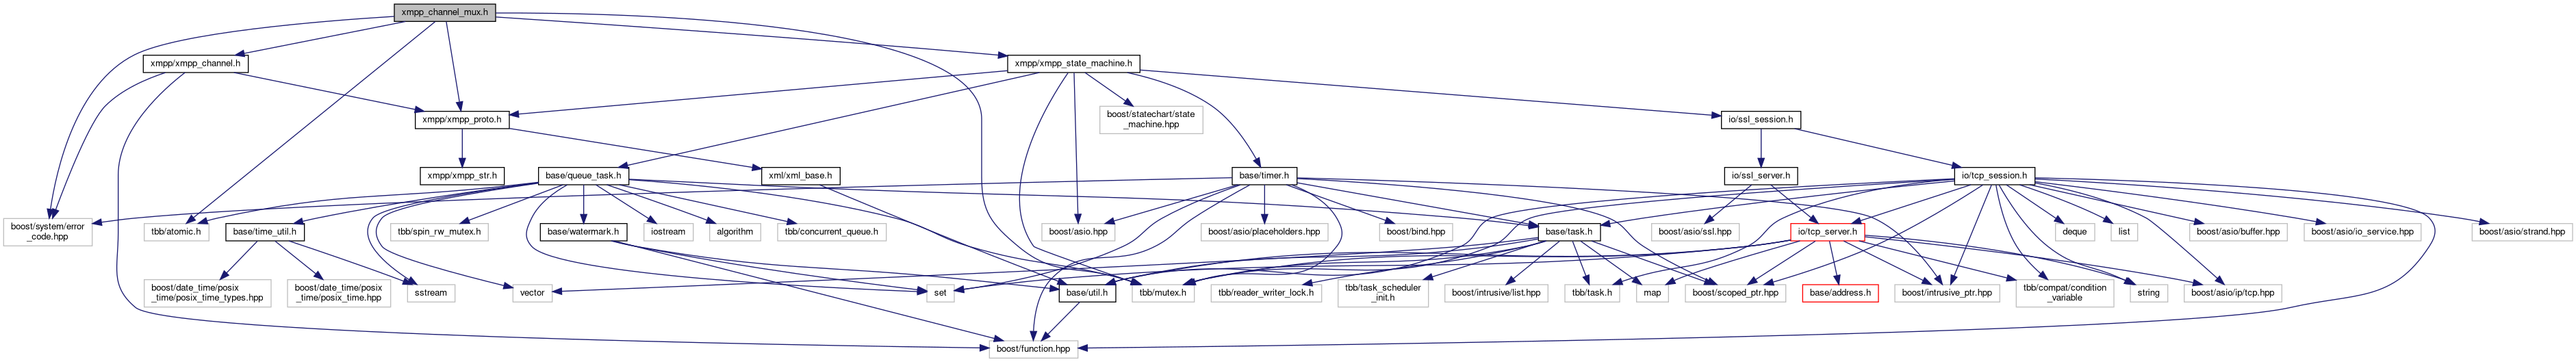 xmpp_channel_mux.h
xmpp/xmpp_channel.h
xmpp/xmpp_state_machine.h
xmpp/xmpp_proto.h
boost/statechart/state
_machine.hpp
io/ssl_session.h
xmpp/xmpp_str.h
base/queue_task.h
xml/xml_base.h
base/timer.h
io/ssl_server.h
io/tcp_session.h
boost/system/error
_code.hpp
tbb/atomic.h
base/time_util.h
tbb/spin_rw_mutex.h
base/watermark.h
iostream
algorithm
tbb/concurrent_queue.h
boost/asio.hpp
boost/asio/placeholders.hpp
boost/bind.hpp
base/task.h
boost/asio/ssl.hpp
io/tcp_server.h
deque
list
boost/asio/buffer.hpp
boost/asio/io_service.hpp
boost/asio/strand.hpp
boost/date_time/posix
_time/posix_time_types.hpp
boost/date_time/posix
_time/posix_time.hpp
sstream
vector
set
base/util.h
tbb/mutex.h
tbb/reader_writer_lock.h
tbb/task_scheduler
_init.h
boost/intrusive/list.hpp
tbb/task.h
map
boost/scoped_ptr.hpp
base/address.h
boost/intrusive_ptr.hpp
tbb/compat/condition
_variable
string
boost/asio/ip/tcp.hpp
boost/function.hpp